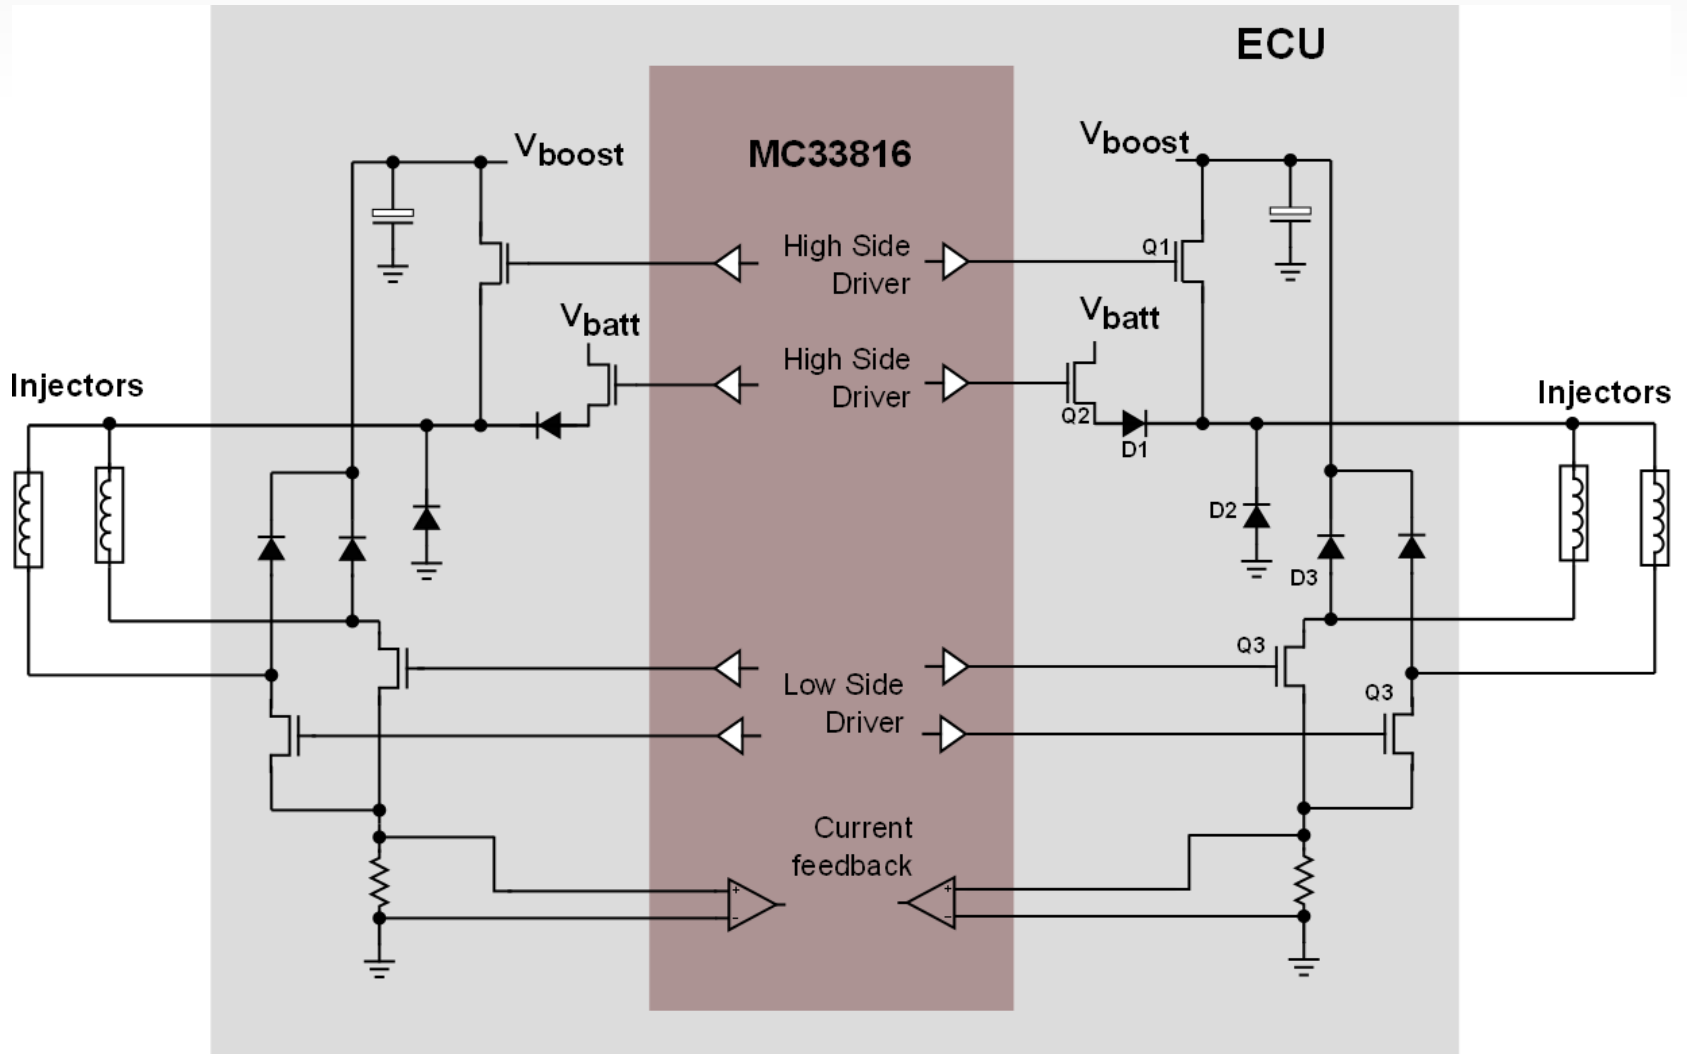 ECU
MC33816
Vboost
Vboost
High Side
Driver
Q1
Vbatt
Vbatt
High Side
Driver
Q2
D1
Injectors
Injectors
D2
D3
Q3
Low Side
Driver
Q3
Current
feedback
+
-
+
-